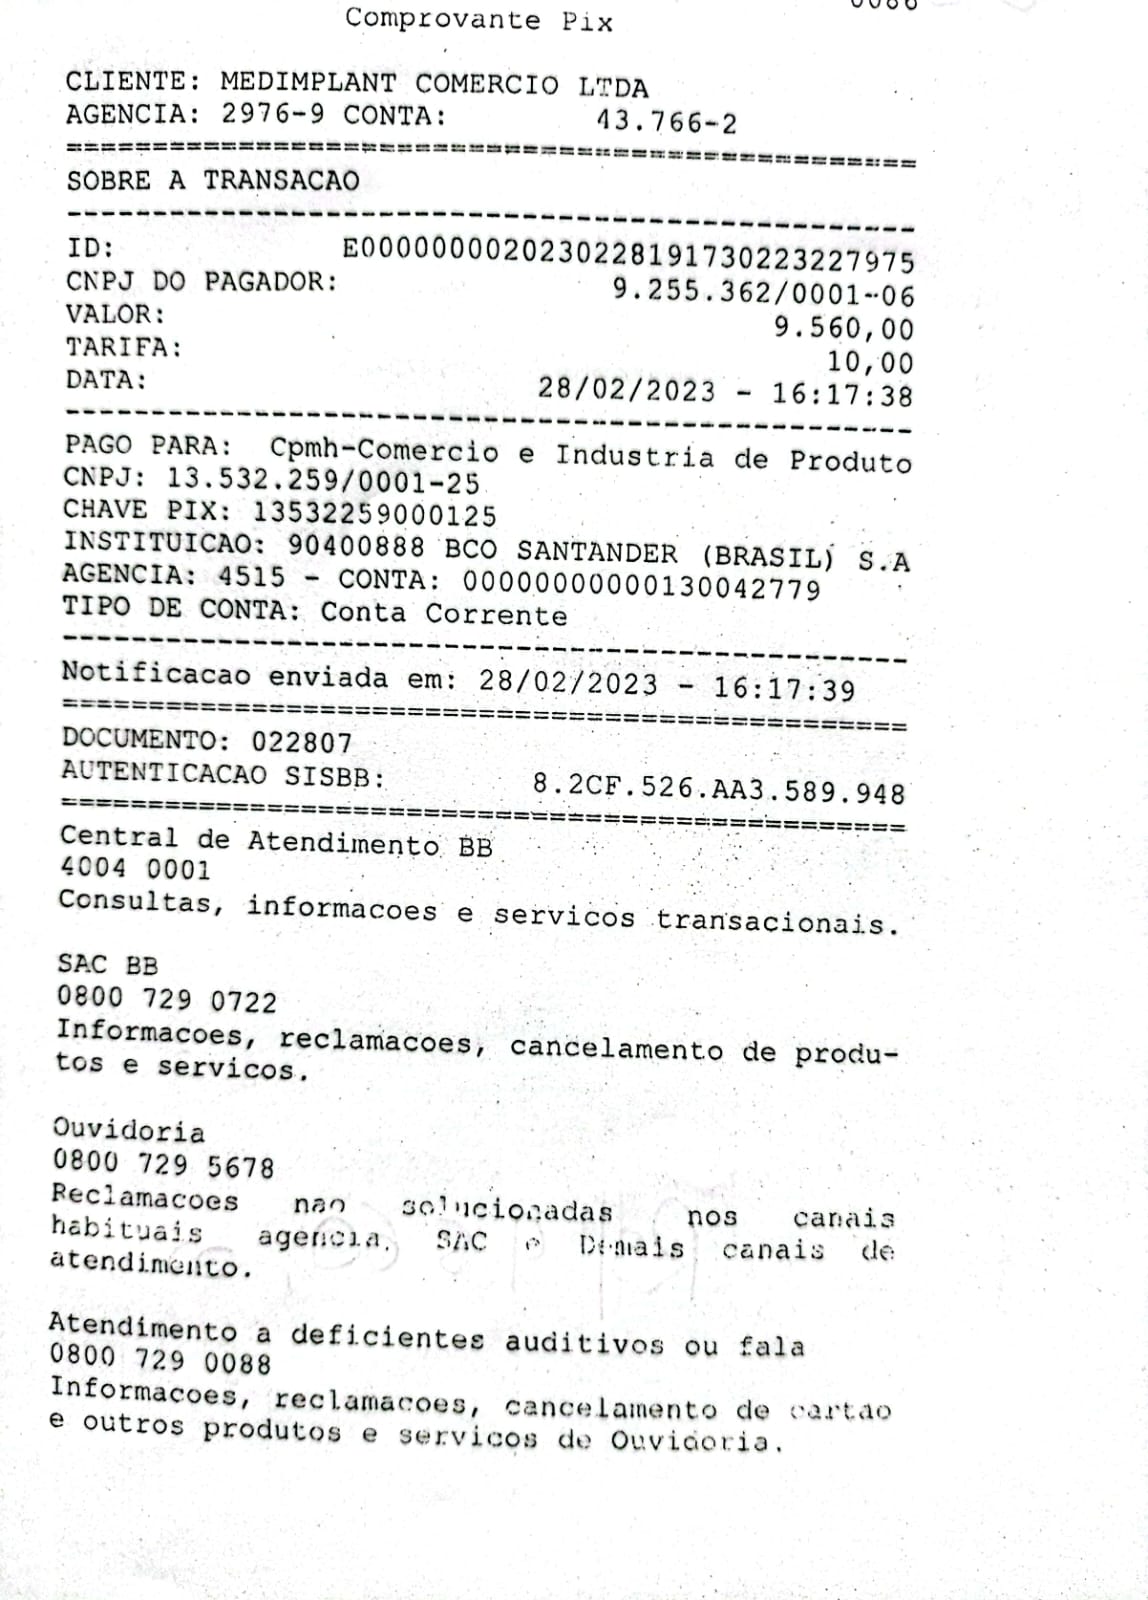 0086
Comprovante Pix
CLIENTE: MEDIMPLANT COMERCIO LTDA
AGENCIA: 2976-9 CONTA: 43.766-2
================================================
SOBRE A TRANSACAO
------------------------------------------------
ID: E00000000202302281917302232​27975
CNPJ DO PAGADOR: 9.255.362/0001-06
VALOR: 9.560,00
TARIFA: 10,00
DATA: 28/02/2023 - 16:17:38
------------------------------------------------
PAGO PARA: Cpmh-Comercio e Industria de Produto
CNPJ: 13.532.259/0001-25
CHAVE PIX: 13532259000125
INSTITUICAO: 90400888 BCO SANTANDER (BRASIL) S.A
AGENCIA: 4515 - CONTA: 00000000000130042779
TIPO DE CONTA: Conta Corrente
------------------------------------------------
Notificacao enviada em: 28/02/2023 - 16:17:39
================================================
DOCUMENTO: 022807
AUTENTICACAO SISBB: 8.2CF.526.AA3.589.948
================================================
Central de Atendimento BB
4004 0001
Consultas, informacoes e servicos transacionais.
SAC BB
0800 729 0722
Informacoes, reclamacoes, cancelamento de produ-
tos e servicos.
Ouvidoria
0800 729 5678
Reclamacoes nao solucionadas nos canais
habituais agencia, SAC e Demais canais de
atendimento.
Atendimento a deficientes auditivos ou fala
0800 729 0088
Informacoes, reclamacoes, cancelamento de cartao
e outros produtos e servicos de Ouvidoria.